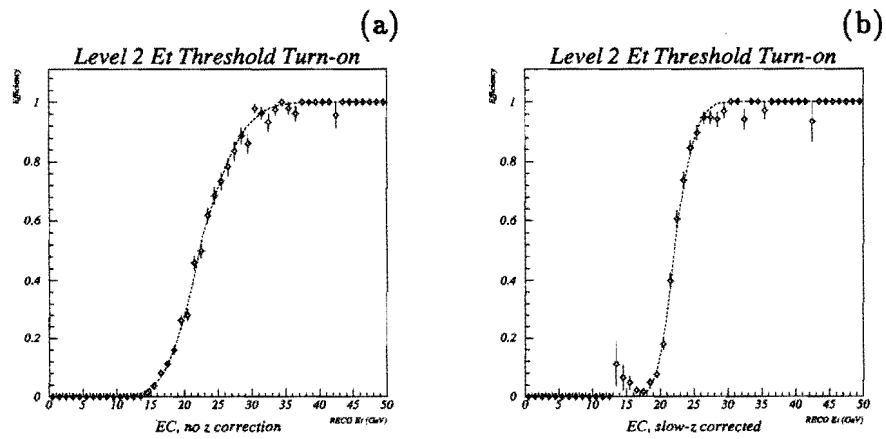 (a)
Level 2 Et Threshold Turn-on
Efficiency
1
0.8
0.6
0.4
0.2
0
0 5 10 15 20 25 30 35 40 45 50
RECO Et (GeV)
EC, no z correction
(b)
Level 2 Et Threshold Turn-on
Efficiency
1
0.8
0.6
0.4
0.2
0
0 5 10 15 20 25 30 35 40 45 50
RECO Et (GeV)
EC, slow-z corrected